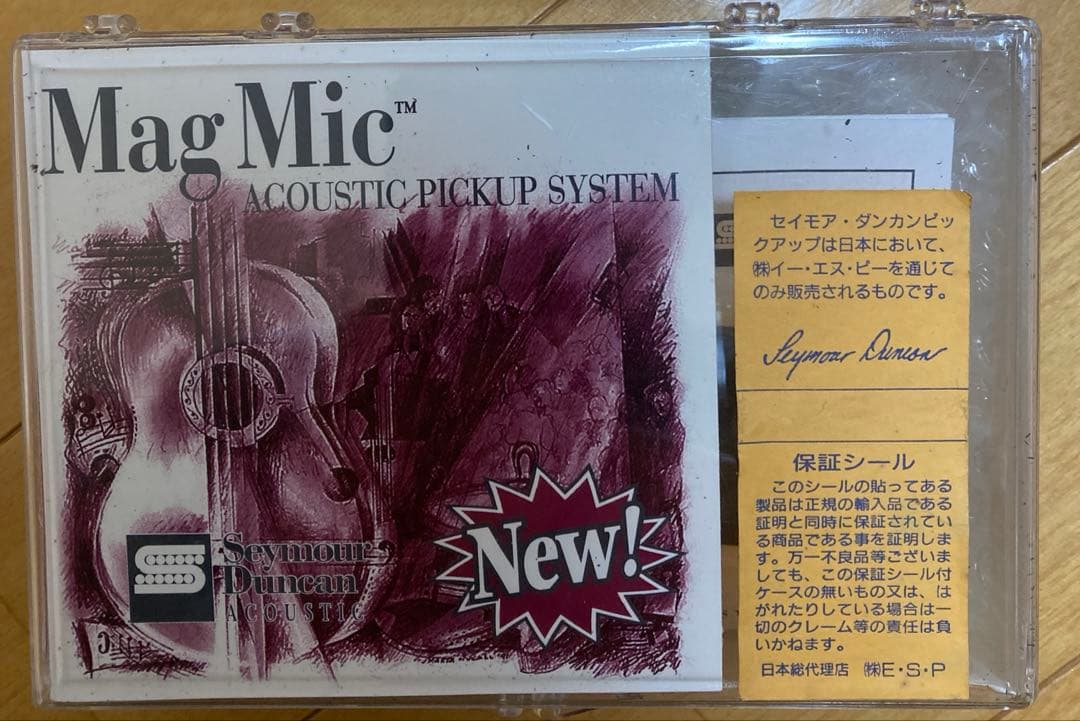 Mag Mic™
ACOUSTIC PICKUP SYSTEM
New!
Seymour
Duncan
ACOUSTIC
セイモア・ダンカンピッ
クアップは日本において、
㈱イー・エス・ピーを通じて
のみ販売されるものです。
Seymour Duncan
保証シール
このシールの貼ってある
製品は正規の輸入品である
証明と同時に保証されてい
る商品である事を証明しま
す。万一不良品等ございま
しても、この保証シール付
ケースの無いもの又は、は
がれたりしている場合は一
切のクレーム等の責任は負
いかねます。
日本総代理店 ㈱E・S・P